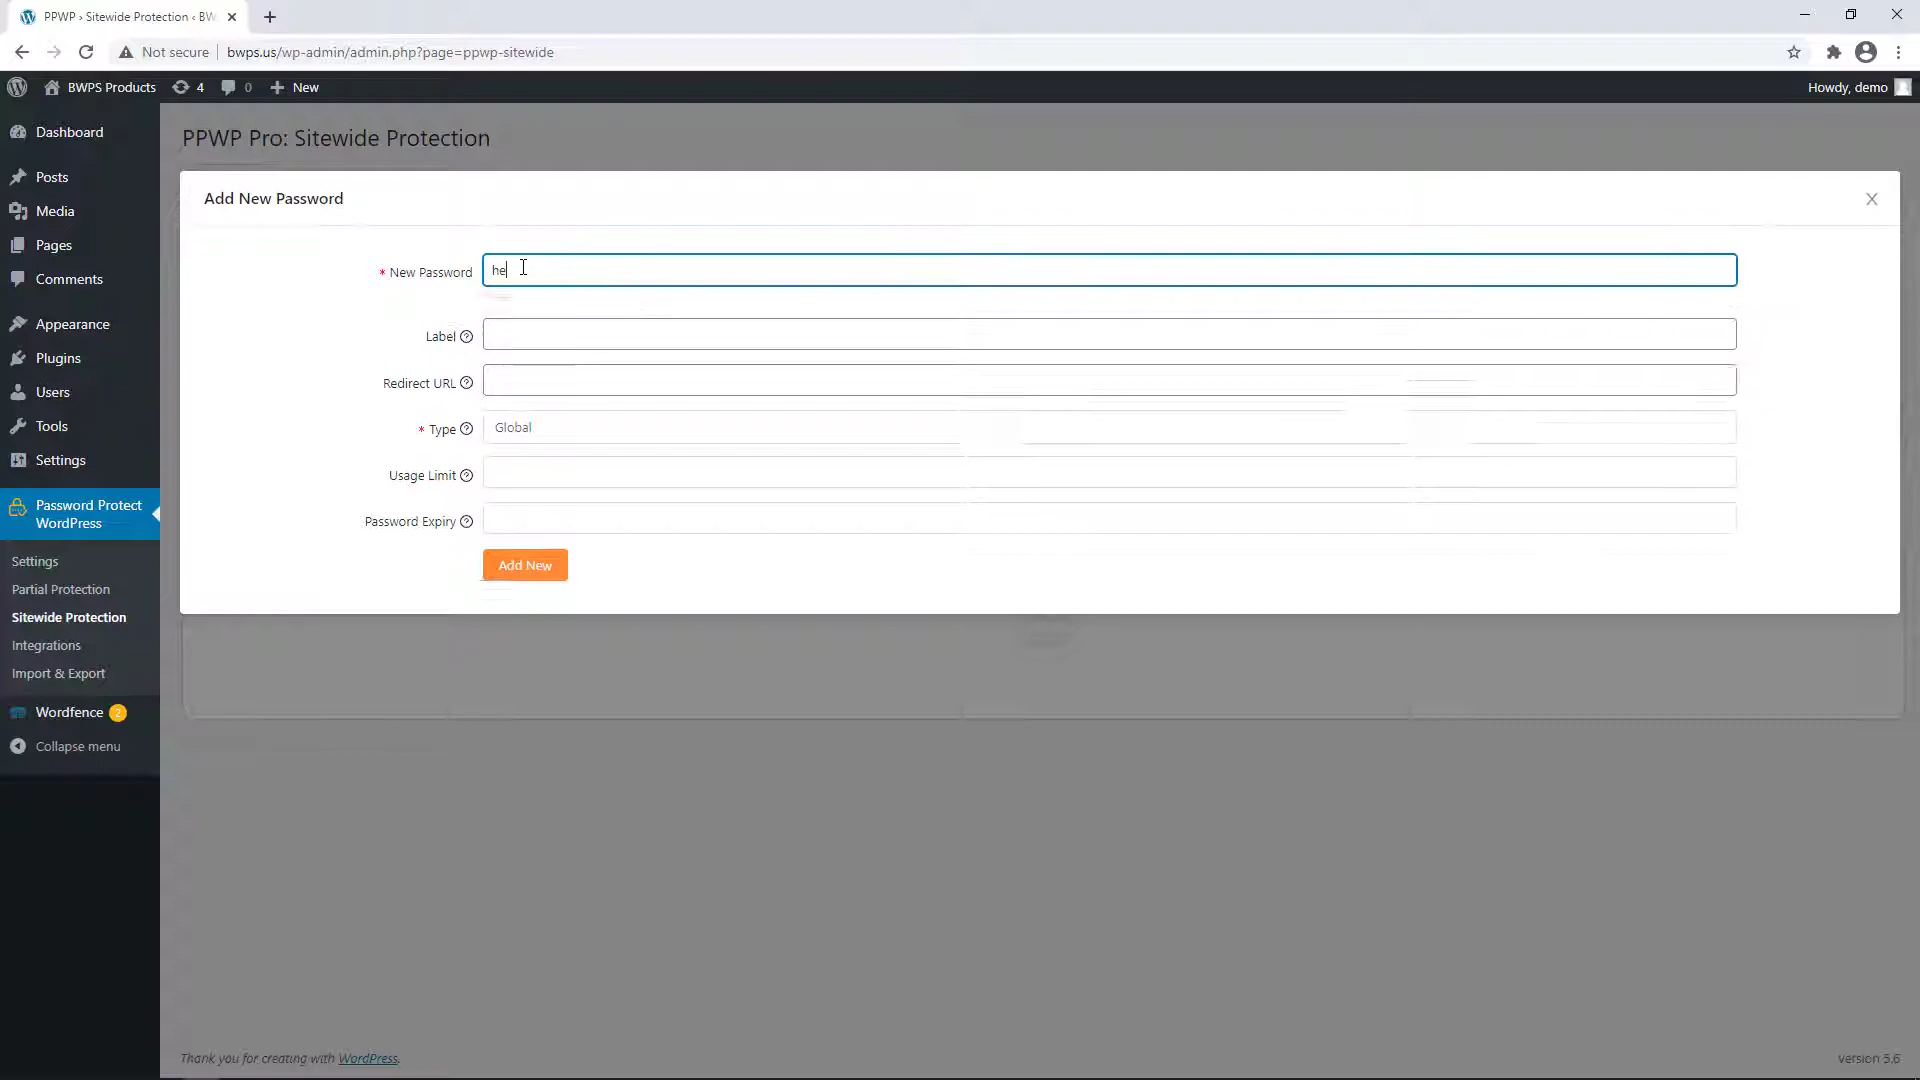 PPWP › Sitewide Protection ‹ BW
Not secure
bwps.us/wp-admin/admin.php?page=ppwp-sitewide
BWPS Products
4
0
New
Howdy, demo
Dashboard
Posts
Media
Pages
Comments
Appearance
Plugins
Users
Tools
Settings
Password Protect
WordPress
Settings
Partial Protection
Sitewide Protection
Integrations
Import & Export
Wordfence 2
Collapse menu
PPWP Pro: Sitewide Protection
Add New Password
* New Password
he
Label
Redirect URL
* Type
Global
Usage Limit
Password Expiry
Add New
Thank you for creating with WordPress.
Version 5.6